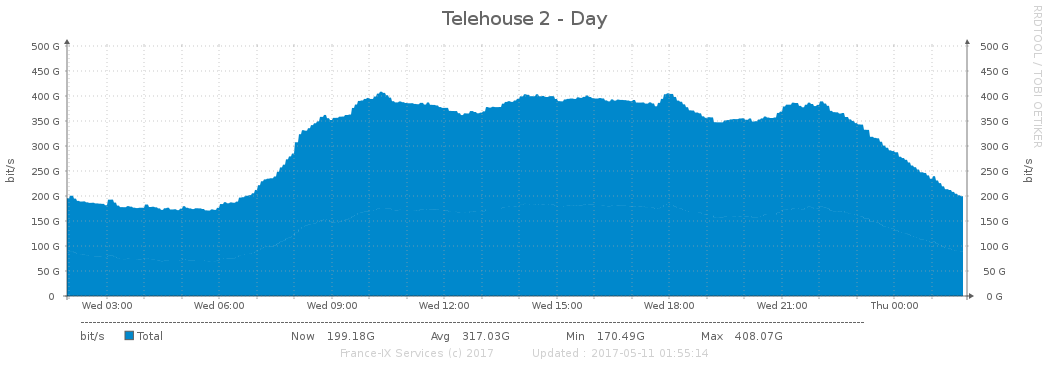 Telehouse 2 - Day
RRDTOOL / TOBI OETIKER
500 G 500 G
450 G 450 G
400 G 400 G
350 G 350 G
300 G 300 G
250 G 250 G
200 G 200 G
150 G 150 G
100 G 100 G
50 G 50 G
0 0 G
bit/s bit/s
Wed 03:00 Wed 06:00 Wed 09:00 Wed 12:00 Wed 15:00 Wed 18:00 Wed 21:00 Thu 00:00
bit/s Total Now 199.18G Avg 317.03G Min 170.49G Max 408.07G
France-IX Services (c) 2017 Updated : 2017-05-11 01:55:14